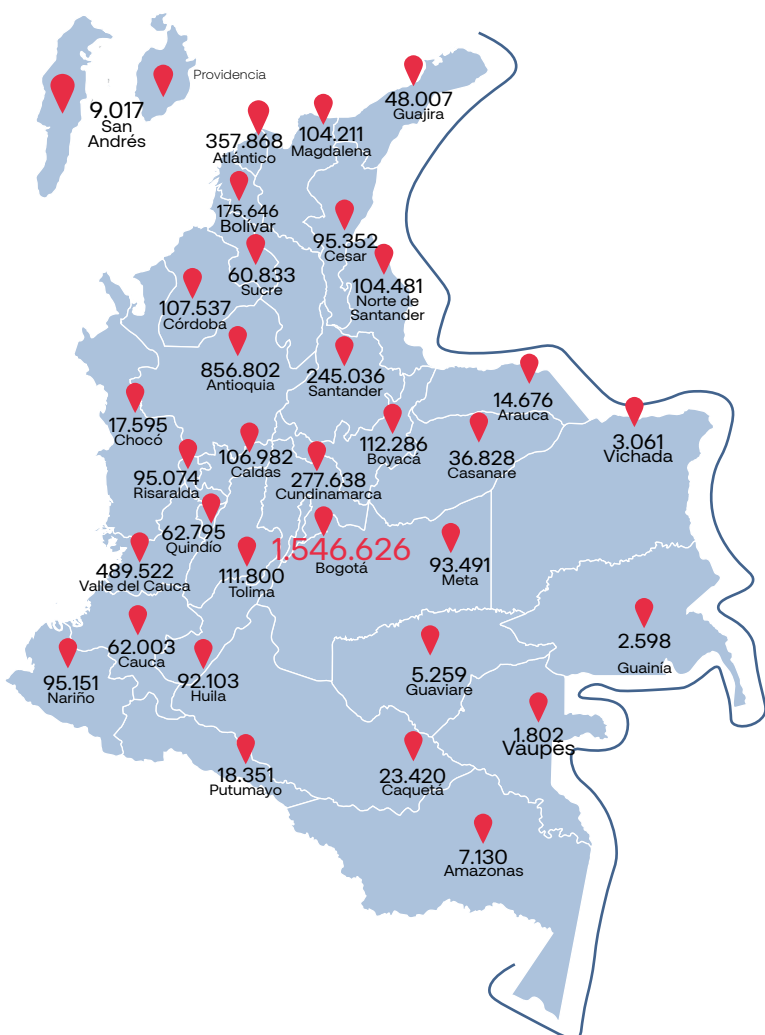 Providencia
9.017
San
Andrés
48.007
Guajira
357.868
Atlántico
104.211
Magdalena
175.646
Bolívar
95.352
Cesar
60.833
Sucre
104.481
Norte de
Santander
107.537
Córdoba
856.802
Antioquia
245.036
Santander
14.676
Arauca
17.595
Chocó
106.982
Caldas
112.286
Boyacá
36.828
Casanare
3.061
Vichada
95.074
Risaralda
277.638
Cundinamarca
62.795
Quindío
1.546.626
Bogotá
93.491
Meta
489.522
Valle del Cauca
111.800
Tolima
62.003
Cauca
2.598
Guainía
95.151
Nariño
92.103
Huila
5.259
Guaviare
1.802
Vaupés
18.351
Putumayo
23.420
Caquetá
7.130
Amazonas